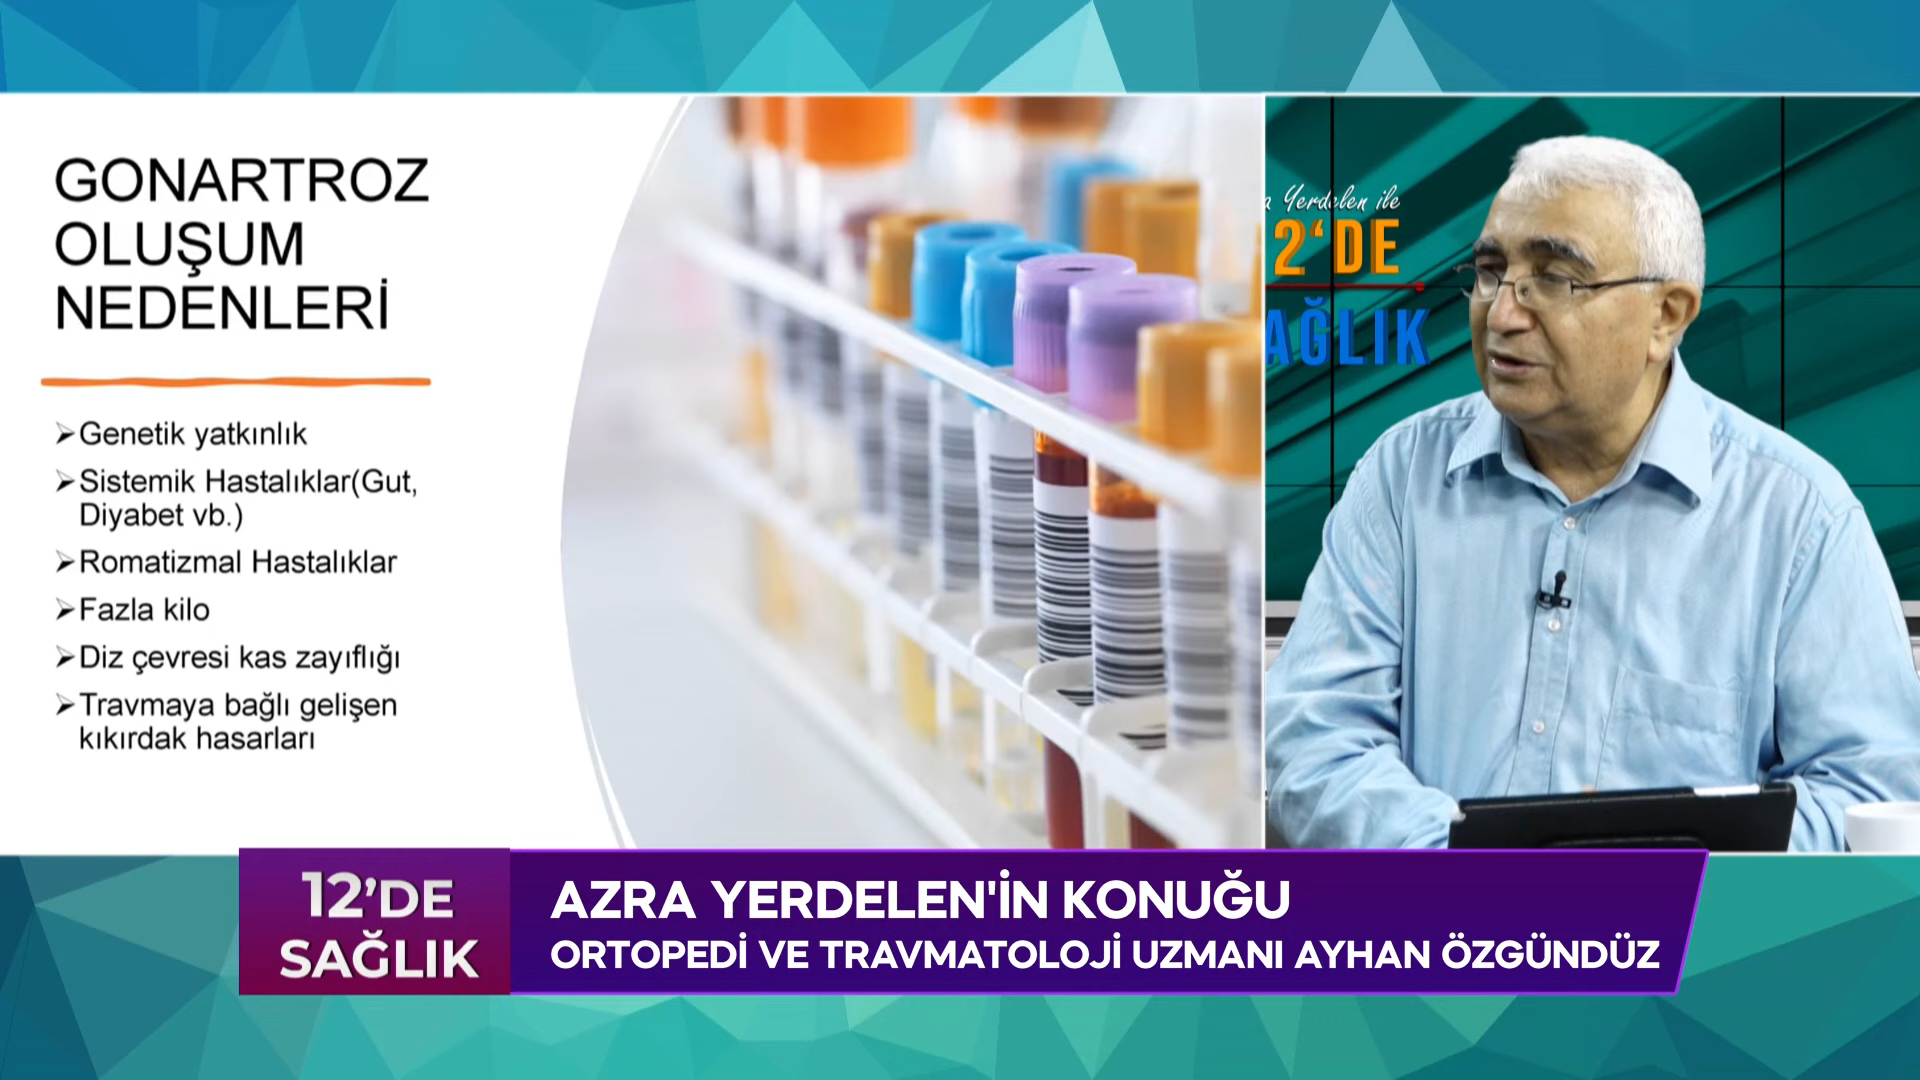 GONARTROZ
OLUŞUM
NEDENLERİ
➢Genetik yatkınlık
➢Sistemik Hastalıklar(Gut,
Diyabet vb.)
➢Romatizmal Hastalıklar
➢Fazla kilo
➢Diz çevresi kas zayıflığı
➢Travmaya bağlı gelişen
kıkırdak hasarları
a Yerdelen ile
2‘DE
AĞLIK
12’DE
SAĞLIK
AZRA YERDELEN'İN KONUĞU
ORTOPEDİ VE TRAVMATOLOJİ UZMANI AYHAN ÖZGÜNDÜZ